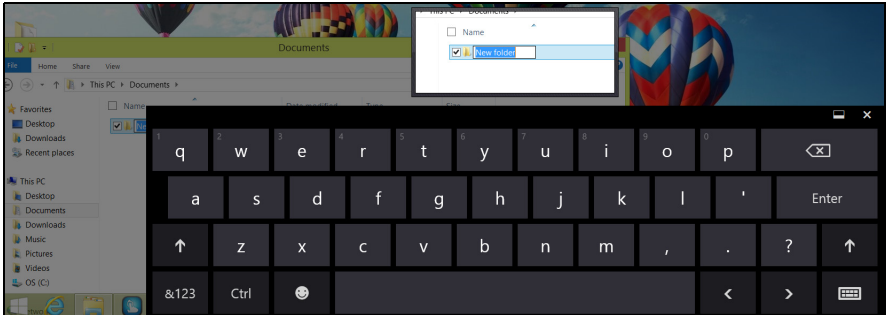 This PC › Documents ›
Name
New folder
Documents
File Home Share View
This PC › Documents ›
Name Date modified Type Size
Ne
Favorites
Desktop
Downloads
Recent places
This PC
Desktop
Documents
Downloads
Music
Pictures
Videos
OS (C:)
1 2 3 4 5 6 7 8 9 0
q w e r t y u i o p
a s d f g h j k l ' Enter
z x c v b n m , . ?
&123 Ctrl < >